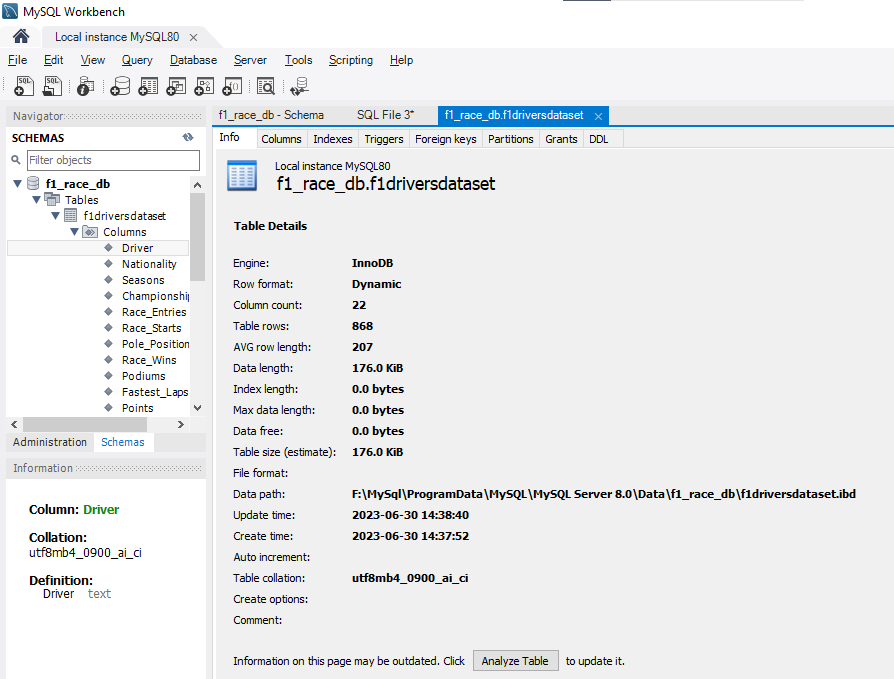 MySQL Workbench
Local instance MySQL80 ×
File Edit View Query Database Server Tools Scripting Help
Navigator
SCHEMAS
Filter objects
f1_race_db
Tables
f1driversdataset
Columns
Driver
Nationality
Seasons
Championshi
Race_Entries
Race_Starts
Pole_Position
Race_Wins
Podiums
Fastest_Laps
Points
Administration Schemas
Information
Column: Driver
Collation:
utf8mb4_0900_ai_ci
Definition:
Driver text
f1_race_db - Schema SQL File 3* f1_race_db.f1driversdataset ×
Info Columns Indexes Triggers Foreign keys Partitions Grants DDL
Local instance MySQL80
f1_race_db.f1driversdataset
Table Details
Engine: InnoDB
Row format: Dynamic
Column count: 22
Table rows: 868
AVG row length: 207
Data length: 176.0 KiB
Index length: 0.0 bytes
Max data length: 0.0 bytes
Data free: 0.0 bytes
Table size (estimate): 176.0 KiB
File format:
Data path: F:\MySql\ProgramData\MySQL\MySQL Server 8.0\Data\f1_race_db\f1driversdataset.ibd
Update time: 2023-06-30 14:38:40
Create time: 2023-06-30 14:37:52
Auto increment:
Table collation: utf8mb4_0900_ai_ci
Create options:
Comment:
Information on this page may be outdated. Click Analyze Table to update it.